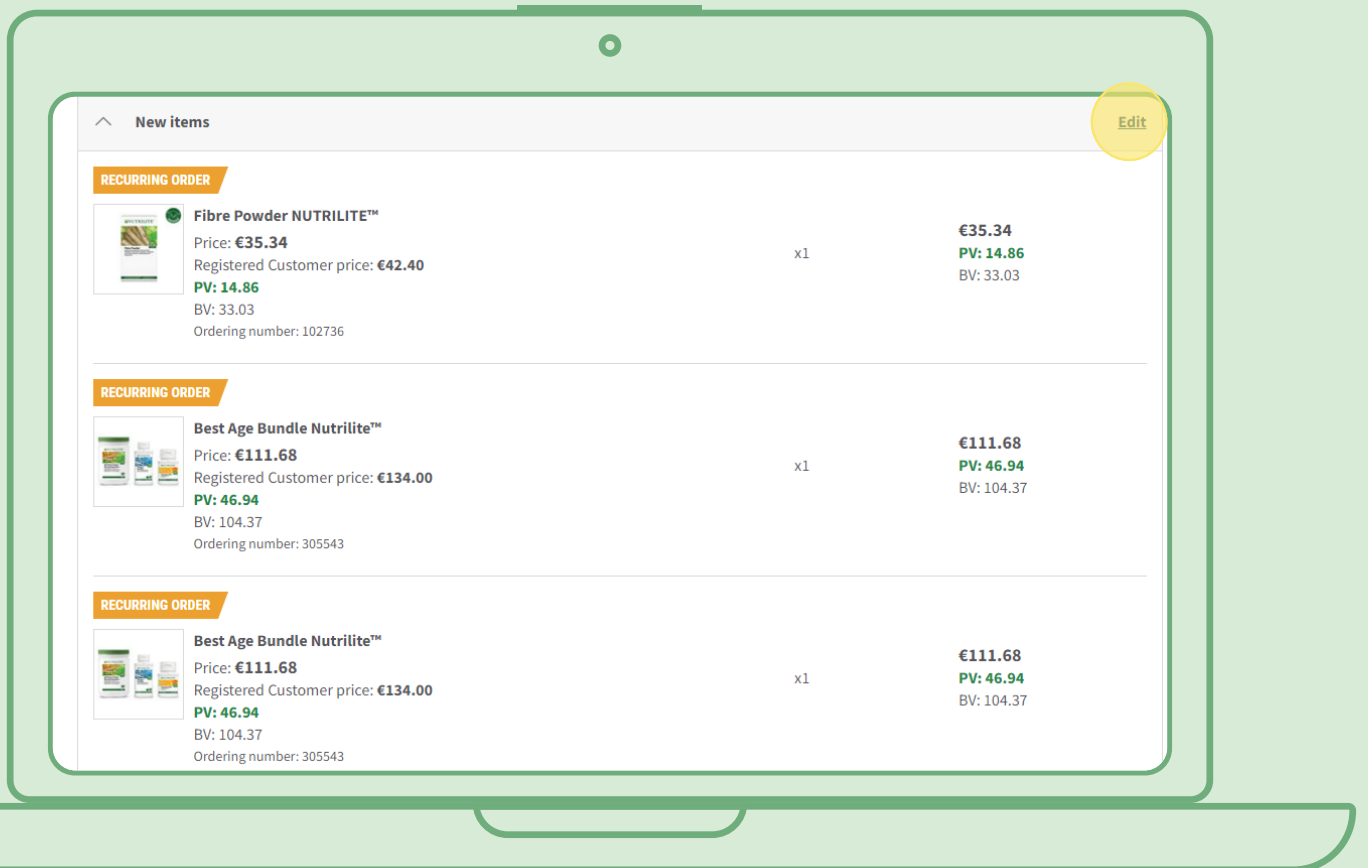 New items
Edit
RECURRING ORDER
Fibre Powder NUTRILITE™
Price: €35.34
Registered Customer price: €42.40
PV: 14.86
BV: 33.03
Ordering number: 102736
x1
€35.34
PV: 14.86
BV: 33.03
RECURRING ORDER
Best Age Bundle Nutrilite™
Price: €111.68
Registered Customer price: €134.00
PV: 46.94
BV: 104.37
Ordering number: 305543
x1
€111.68
PV: 46.94
BV: 104.37
RECURRING ORDER
Best Age Bundle Nutrilite™
Price: €111.68
Registered Customer price: €134.00
PV: 46.94
BV: 104.37
Ordering number: 305543
x1
€111.68
PV: 46.94
BV: 104.37